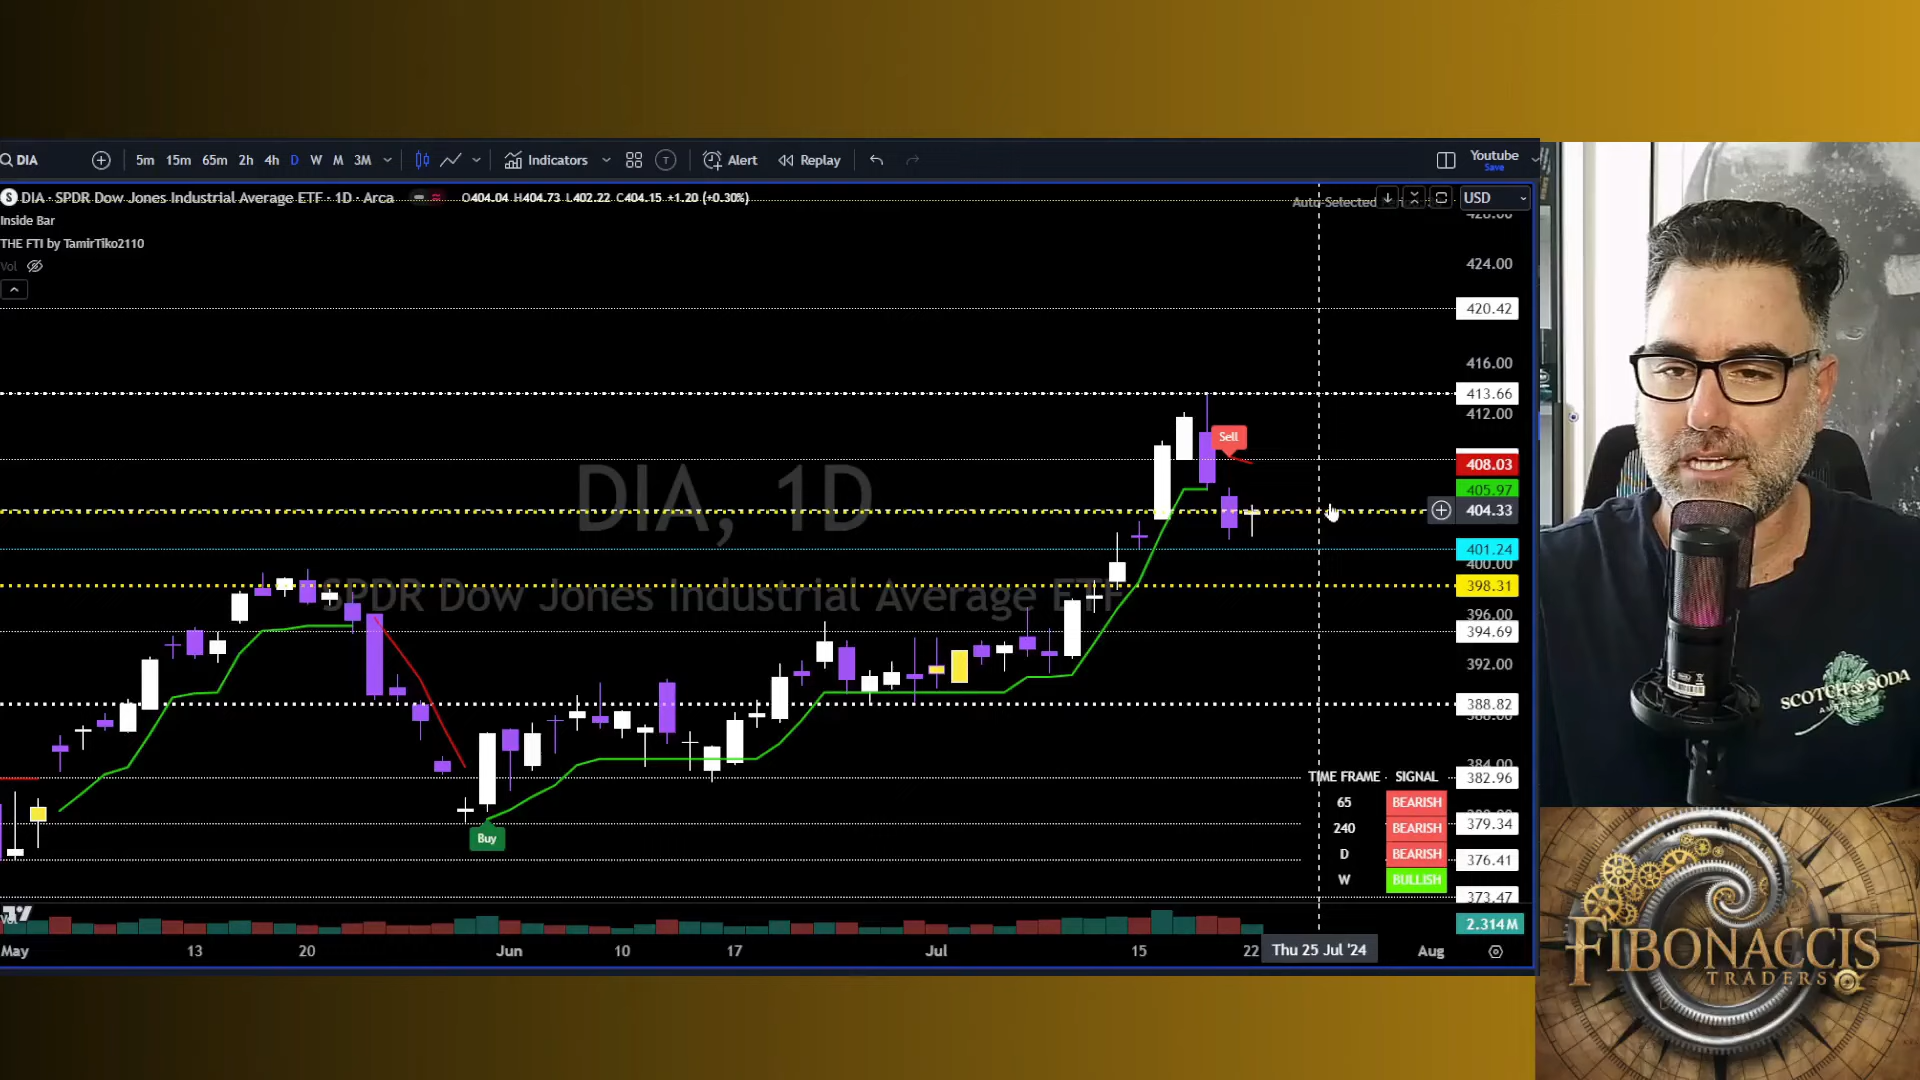 DIA
5m 15m 65m 2h 4h D W M 3M
Indicators
Alert
Replay
Youtube
Save
DIA · SPDR Dow Jones Industrial Average ETF · 1D · Arca
O404.04 H404.73 L402.22 C404.15 +1.20 (+0.30%)
Auto-Selected
USD
Inside Bar
THE FTI by TamirTiko2110
Vol
424.00
420.42
416.00
413.66
412.00
Sell
408.03
405.97
404.33
DIA, 1D
401.24
400.00
398.31
SPDR Dow Jones Industrial Average ETF
396.00
394.69
392.00
388.82
384.00
382.96
379.34
376.41
373.47
Buy
TIME FRAME SIGNAL
65 BEARISH
240 BEARISH
D BEARISH
W BULLISH
2.314M
May 13 20 Jun 10 17 Jul 15 22 Thu 25 Jul '24 Aug
SCOTCH & SODA
AMSTERDAM
FIBONACCIS
TRADERS